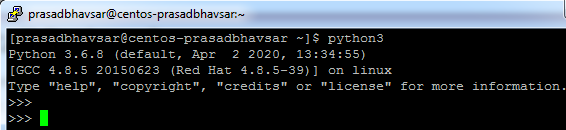 prasadbhavsar@centos-prasadbhavsar:~
[prasadbhavsar@centos-prasadbhavsar ~]$ python3
Python 3.6.8 (default, Apr  2 2020, 13:34:55)
[GCC 4.8.5 20150623 (Red Hat 4.8.5-39)] on linux
Type "help", "copyright", "credits" or "license" for more information.
>>>
>>>